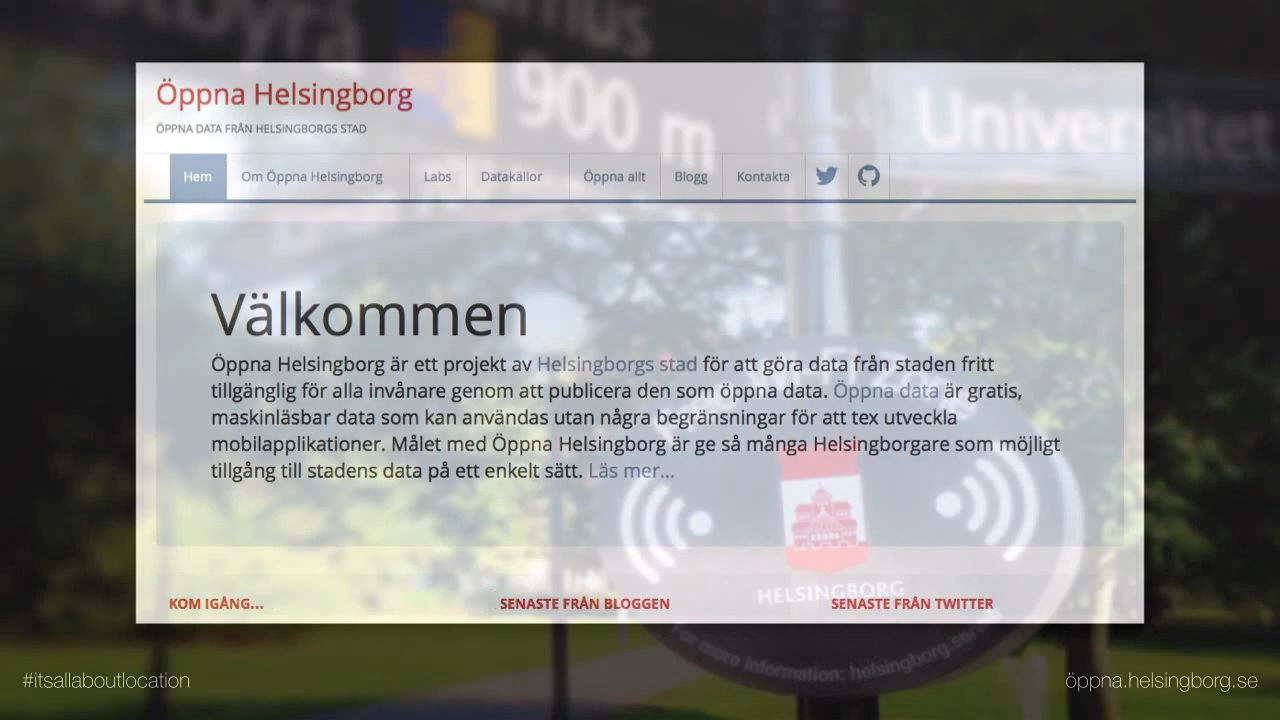 900 m
Universitet
Öppna Helsingborg
ÖPPNA DATA FRÅN HELSINGBORGS STAD
Hem
Om Öppna Helsingborg
Labs
Datakällor
Öppna allt
Blogg
Kontakta
Välkommen
Öppna Helsingborg är ett projekt av Helsingborgs stad för att göra data från staden fritt
tillgänglig för alla invånare genom att publicera den som öppna data. Öppna data är gratis,
maskinläsbar data som kan användas utan några begränsningar för att tex utveckla
mobilapplikationer. Målet med Öppna Helsingborg är ge så många Helsingborgare som möjligt
tillgång till stadens data på ett enkelt sätt. Läs mer...
HELSINGBORG
KOM IGÅNG...
SENASTE FRÅN BLOGGEN
SENASTE FRÅN TWITTER
For more information: helsingborg.se/
#itsallaboutlocation
öppna.helsingborg.se